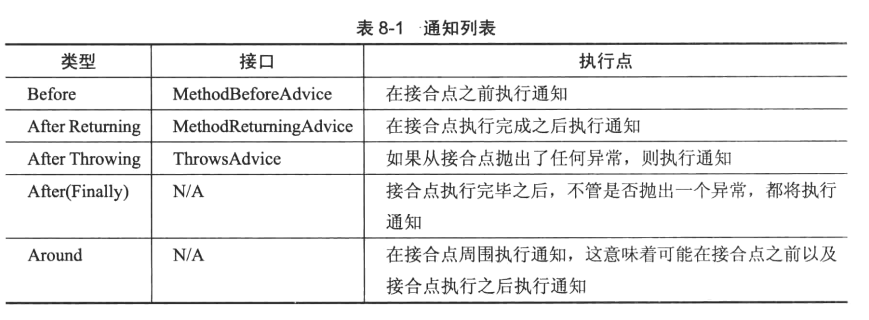 表 8-1 通知列表
类型 接口 执行点
Before MethodBeforeAdvice 在接合点之前执行通知
After Returning MethodReturningAdvice 在接合点执行完成之后执行通知
After Throwing ThrowsAdvice 如果从接合点抛出了任何异常，则执行通知
After(Finally) N/A 接合点执行完毕之后，不管是否抛出一个异常，都将执行
通知
Around N/A 在接合点周围执行通知，这意味着可能在接合点之前以及
接合点执行之后执行通知